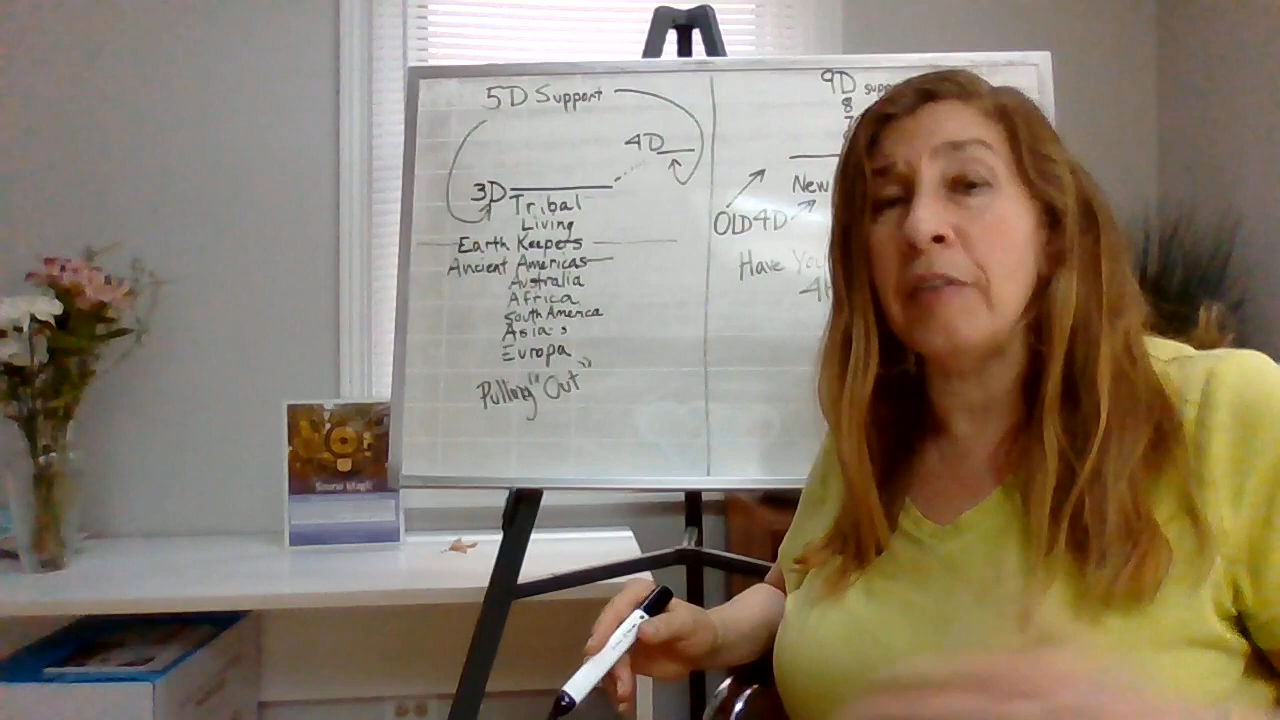 5D Support
4D
3D
Tribal
Living
Earth Keepers
Ancient Americas
Australia
Africa
South America
Asia's
Europa
Pulling "Out"
9D
8
7
New
OLD 4D
Have You